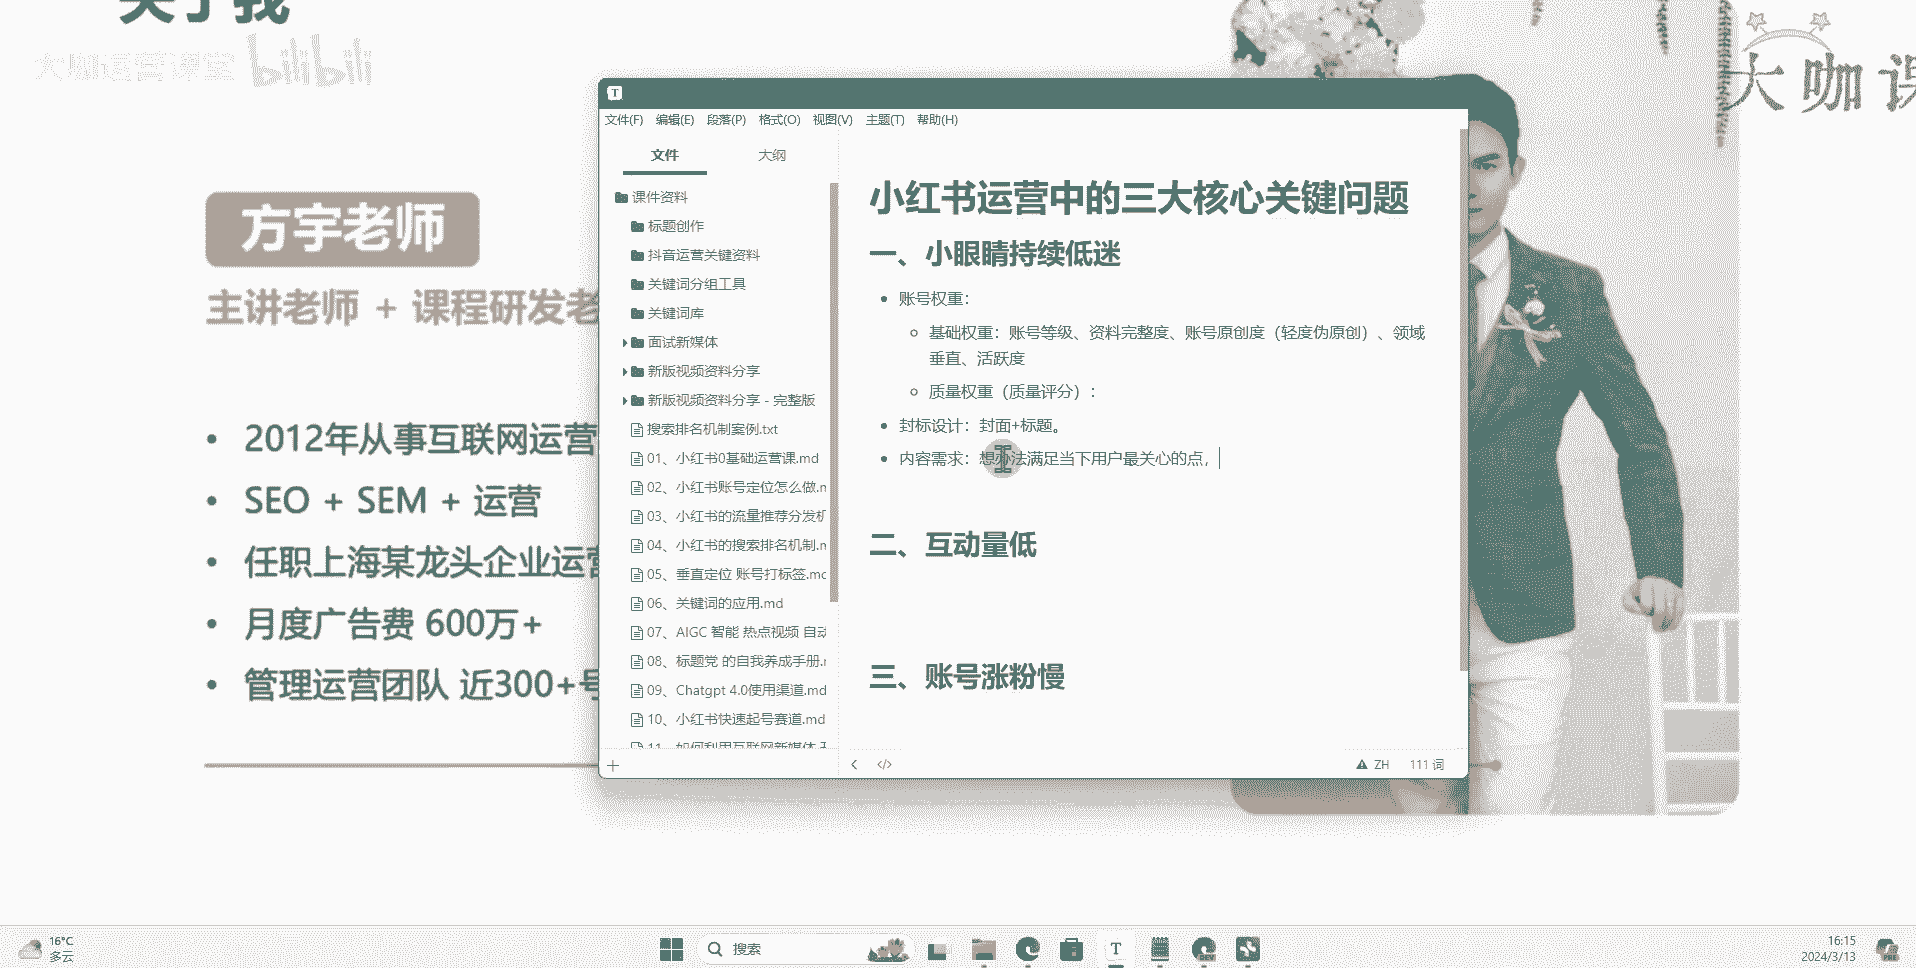 关于我
大咖运营课堂 bilibili
大咖课
方宇老师
主讲老师 + 课程研发老
2012年从事互联网运营
SEO + SEM + 运营
任职上海某龙头企业运营
月度广告费 600万+
管理运营团队 近300+号
T
文件(F) 编辑(E) 段落(P) 格式(O) 视图(V) 主题(T) 帮助(H)
文件 大纲
课件资料
标题创作
抖音运营关键资料
关键词分组工具
关键词库
面试新媒体
新版视频资料分享
新版视频资料分享 - 完整版
搜索排名机制案例.txt
01、小红书0基础运营课.md
02、小红书账号定位怎么做.m
03、小红书的流量推荐分发机
04、小红书的搜索排名机制.m
05、垂直定位 账号打标签.mc
06、关键词的应用.md
07、AIGC 智能 热点视频 自动
08、标题党 的自我养成手册.
09、Chatgpt 4.0使用渠道.md
10、小红书快速起号赛道.md
11、如何利用互联网新媒体
小红书运营中的三大核心关键问题
一、小眼睛持续低迷
账号权重：
基础权重：账号等级、资料完整度、账号原创度（轻度伪原创）、领域
垂直、活跃度
质量权重（质量评分）：
封标设计：封面+标题。
内容需求：想办法满足当下用户最关心的点，
二、互动量低
三、账号涨粉慢
ZH 111 词
16°C
多云
搜索
T
DEV
16:15
2024/3/13
PRE